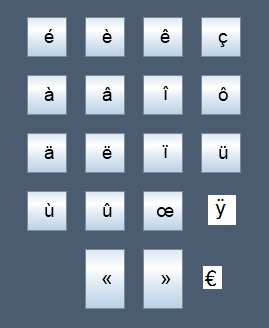 é è ê ç
à â î ô
ä ë ï ü
ù û œ ÿ
« » €